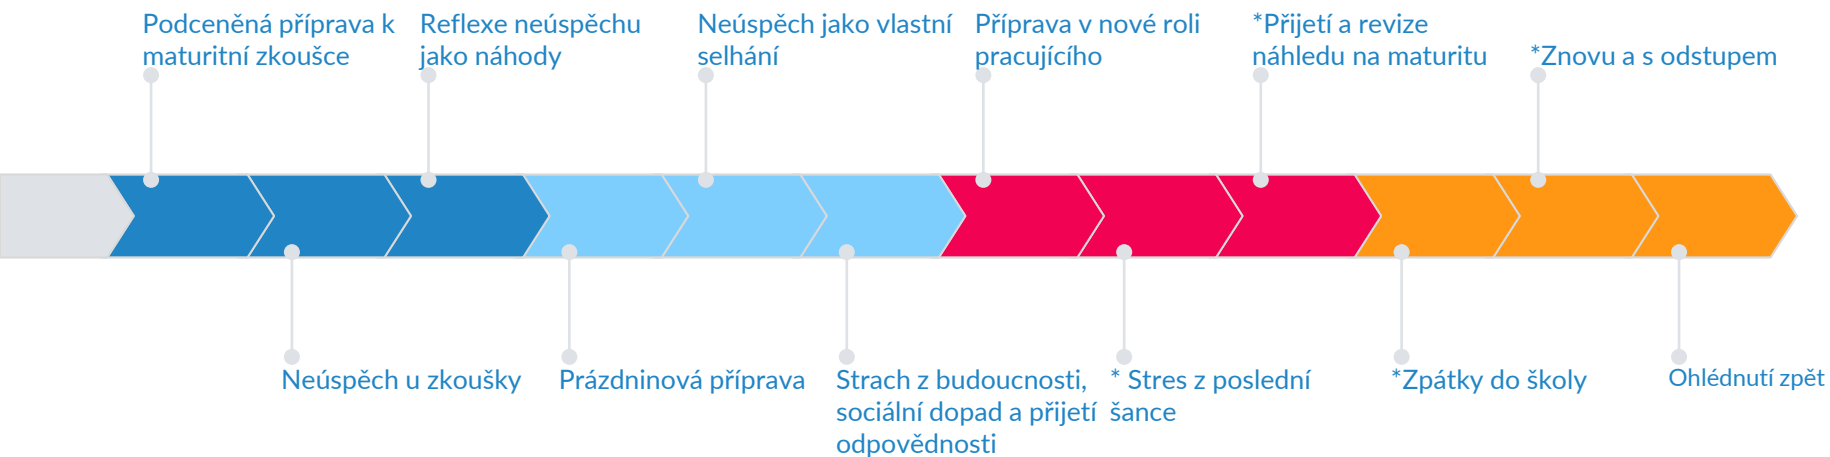 Podceněná příprava k
maturitní zkoušce
Reflexe neúspěchu
jako náhody
Neúspěch jako vlastní
selhání
Příprava v nové roli
pracujícího
*Přijetí a revize
náhledu na maturitu
*Znovu a s odstupem
Neúspěch u zkoušky
Prázdninová příprava
Strach z budoucnosti,
sociální dopad a přijetí
odpovědnosti
* Stres z poslední
šance
*Zpátky do školy
Ohlédnutí zpět